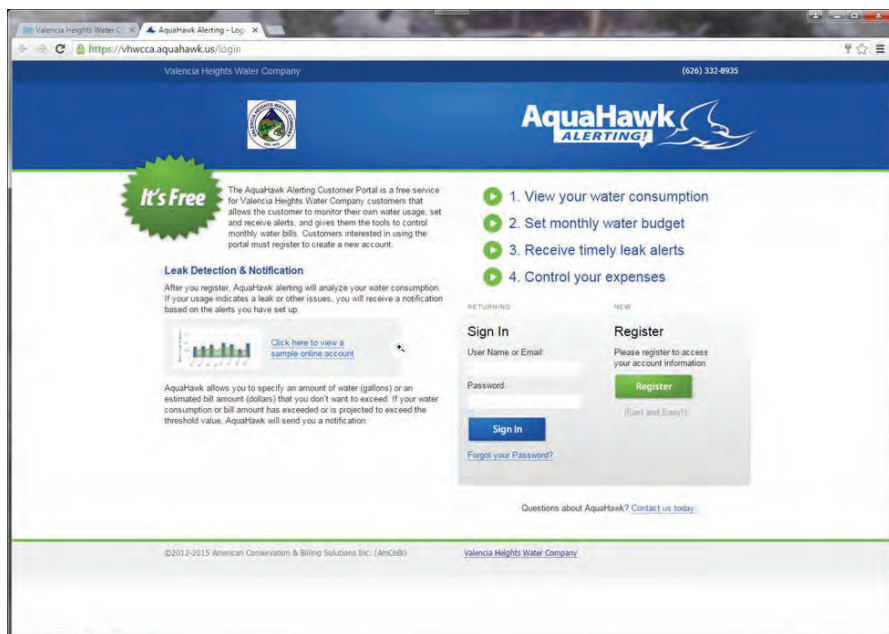 Valencia Heights Water C
AquaHawk Alerting - Log
https://vhwcca.aquahawk.us/login
Valencia Heights Water Company
(626) 332-8935
VALENCIA HEIGHTS WATER COMPANY
AquaHawk
ALERTING!
It's Free
The AquaHawk Alerting Customer Portal is a free service
for Valencia Heights Water Company customers that
allows the customer to monitor their own water usage, set
and receive alerts, and gives them the tools to control
monthly water bills. Customers interested in using the
portal must register to create a new account.
1. View your water consumption
2. Set monthly water budget
3. Receive timely leak alerts
4. Control your expenses
Leak Detection & Notification
After you register, AquaHawk alerting will analyze your water consumption.
If your usage indicates a leak or other issues, you will receive a notification
based on the alerts you have set up.
Click here to view a
sample online account
AquaHawk allows you to specify an amount of water (gallons) or an
estimated bill amount (dollars) that you don't want to exceed. If your water
consumption or bill amount has exceeded or is projected to exceed the
threshold value, AquaHawk will send you a notification.
RETURNING
Sign In
User Name or Email:
Password:
Sign In
Forgot your Password?
NEW
Register
Please register to access
your account information.
Register
(Fast and Easy!)
Questions about AquaHawk? Contact us today.
©2012-2015 American Conservation & Billing Solutions Inc. (AmCoBi)
Valencia Heights Water Company